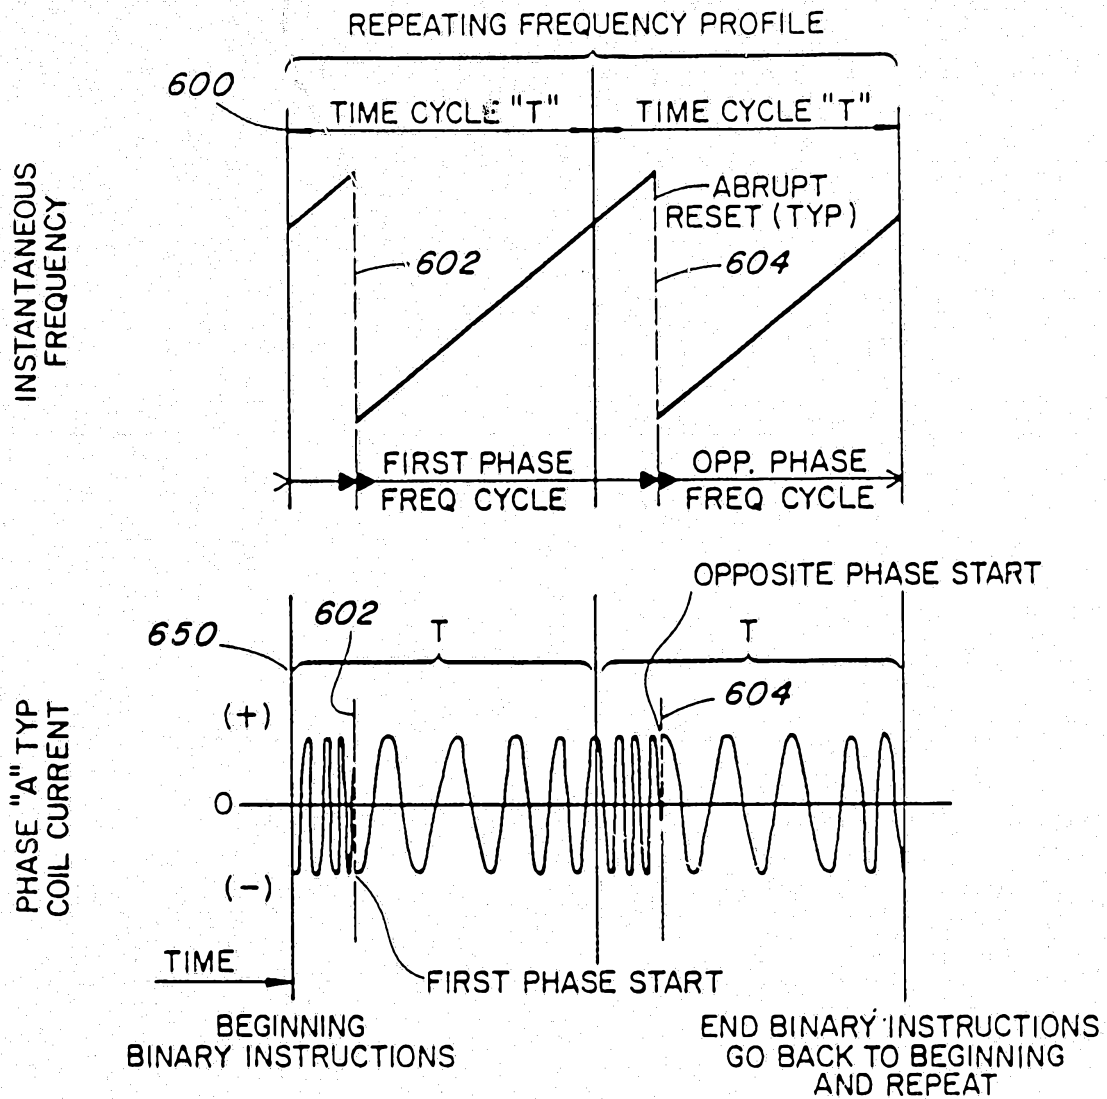 REPEATING FREQUENCY PROFILE
600
TIME CYCLE "T"
TIME CYCLE "T"
INSTANTANEOUS
FREQUENCY
ABRUPT
RESET (TYP)
602
604
FIRST PHASE
FREQ CYCLE
OPP. PHASE
FREQ CYCLE
OPPOSITE PHASE START
650
602
T
T
604
PHASE "A" TYP
COIL CURRENT
(+)
0
(-)
TIME
FIRST PHASE START
BEGINNING
BINARY INSTRUCTIONS
END BINARY INSTRUCTIONS
GO BACK TO BEGINNING
AND REPEAT